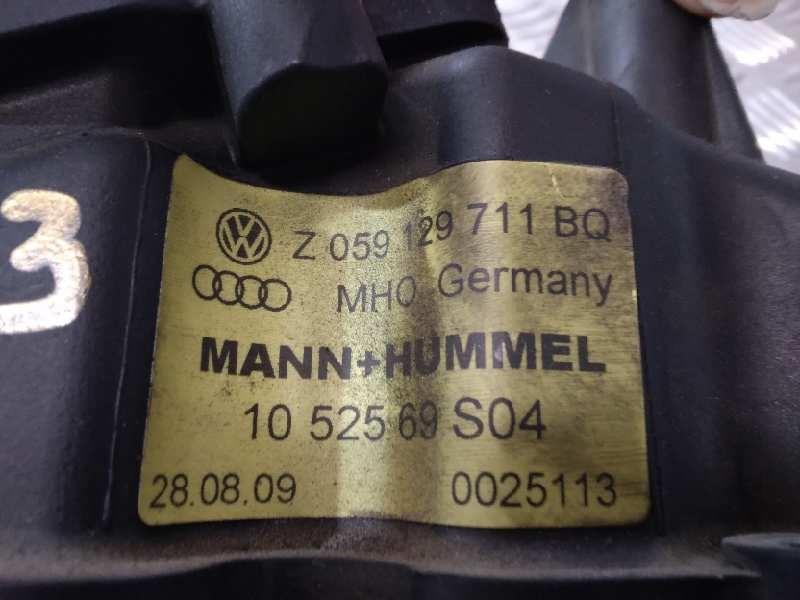 3
Z 059 129 711 BQ
MHO Germany
MANN+HUMMEL
10 525 69 S04
28.08.09 0025113